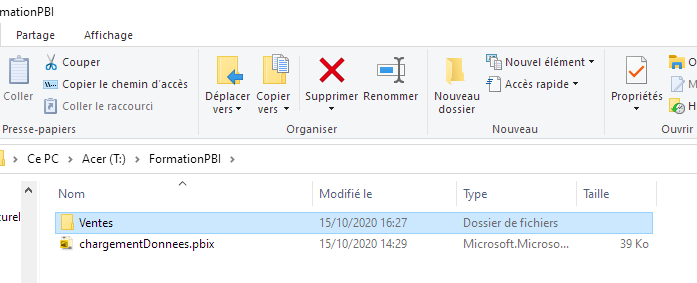 mationPBI
Partage Affichage
Coller
Couper
Copier le chemin d'accès
Coller le raccourci
Presse-papiers
Déplacer vers
Copier vers
Supprimer
Renommer
Organiser
Nouveau dossier
Nouvel élément
Accès rapide
Nouveau
Propriétés
Ouvrir
Ce PC > Acer (T:) > FormationPBI >
Nom Modifié le Type Taille
Ventes 15/10/2020 16:27 Dossier de fichiers
chargementDonnees.pbix 15/10/2020 14:29 Microsoft.Microso... 39 Ko